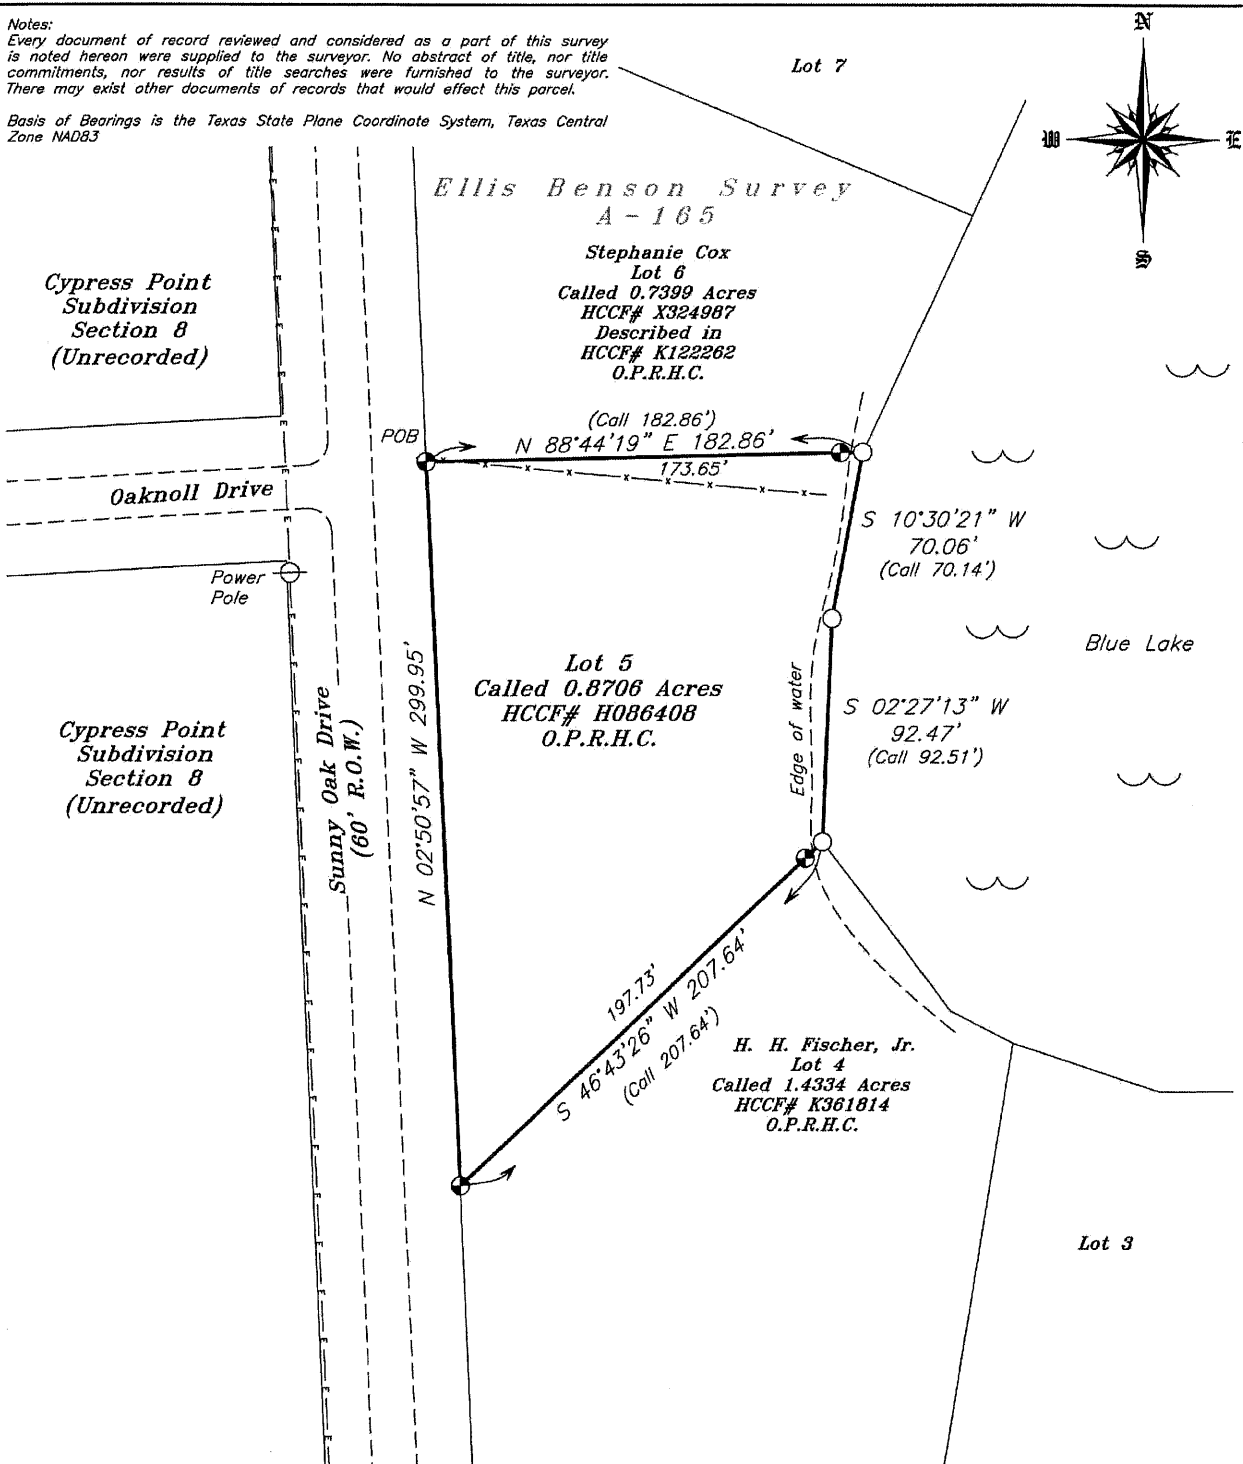 Notes:
Every document of record reviewed and considered as a part of this survey
is noted hereon were supplied to the surveyor. No abstract of title, nor title
commitments, nor results of title searches were furnished to the surveyor.
There may exist other documents of records that would effect this parcel.
Basis of Bearings is the Texas State Plane Coordinate System, Texas Central
Zone NAD83
Lot 7
N
W
E
S
Ellis Benson Survey
A-165
Stephanie Cox
Lot 6
Called 0.7399 Acres
HCCF# X324987
Described in
HCCF# K122262
O.P.R.H.C.
Cypress Point
Subdivision
Section 8
(Unrecorded)
POB
(Call 182.86')
N 88°44'19" E 182.86'
173.65'
Oaknoll Drive
S 10°30'21" W
70.06'
(Call 70.14')
Power
Pole
Blue Lake
Lot 5
Called 0.8706 Acres
HCCF# H086408
O.P.R.H.C.
N 02°50'57" W 299.95'
Edge of water
S 02°27'13" W
92.47'
(Call 92.51')
Cypress Point
Subdivision
Section 8
(Unrecorded)
Sunny Oak Drive
(60' R.O.W.)
197.73'
S 46°43'26" W 207.64'
(Call 207.64')
H. H. Fischer, Jr.
Lot 4
Called 1.4334 Acres
HCCF# K361814
O.P.R.H.C.
Lot 3